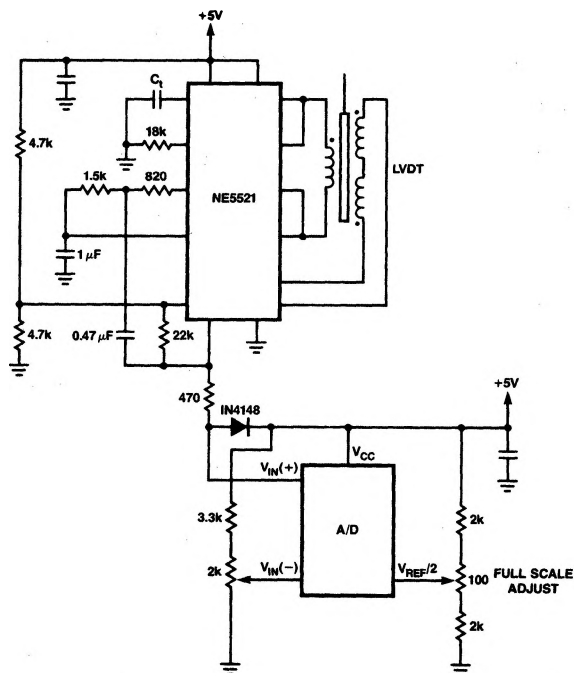 +5V
Ct
4.7k
18k
1.5k
820
NE5521
LVDT
1 µF
4.7k
0.47 µF
22k
470
IN4148
+5V
VIN(+)
VCC
3.3k
A/D
2k
2k
VIN(−)
VREF/2
100
FULL SCALE
ADJUST
2k